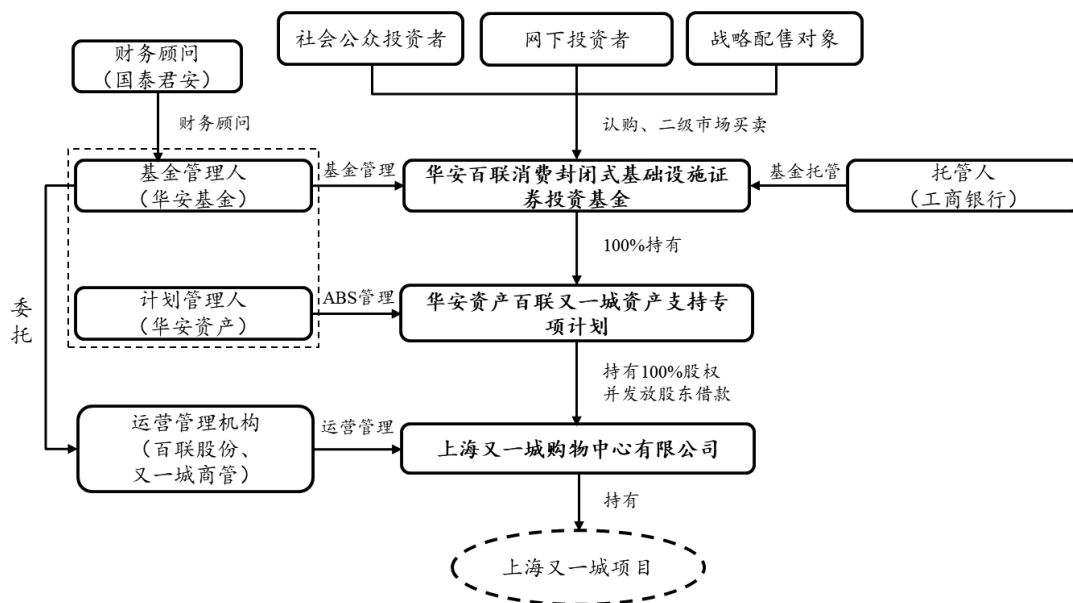 社会公众投资者
网下投资者
战略配售对象
财务顾问
（国泰君安）
财务顾问
认购、二级市场买卖
基金管理人
（华安基金）
基金管理
华安百联消费封闭式基础设施证
券投资基金
基金托管
托管人
（工商银行）
100%持有
委
托
计划管理人
（华安资产）
ABS管理
华安资产百联又一城资产支持专
项计划
持有100%股权
并发放股东借款
运营管理机构
（百联股份、
又一城商管）
运营管理
上海又一城购物中心有限公司
持有
上海又一城项目